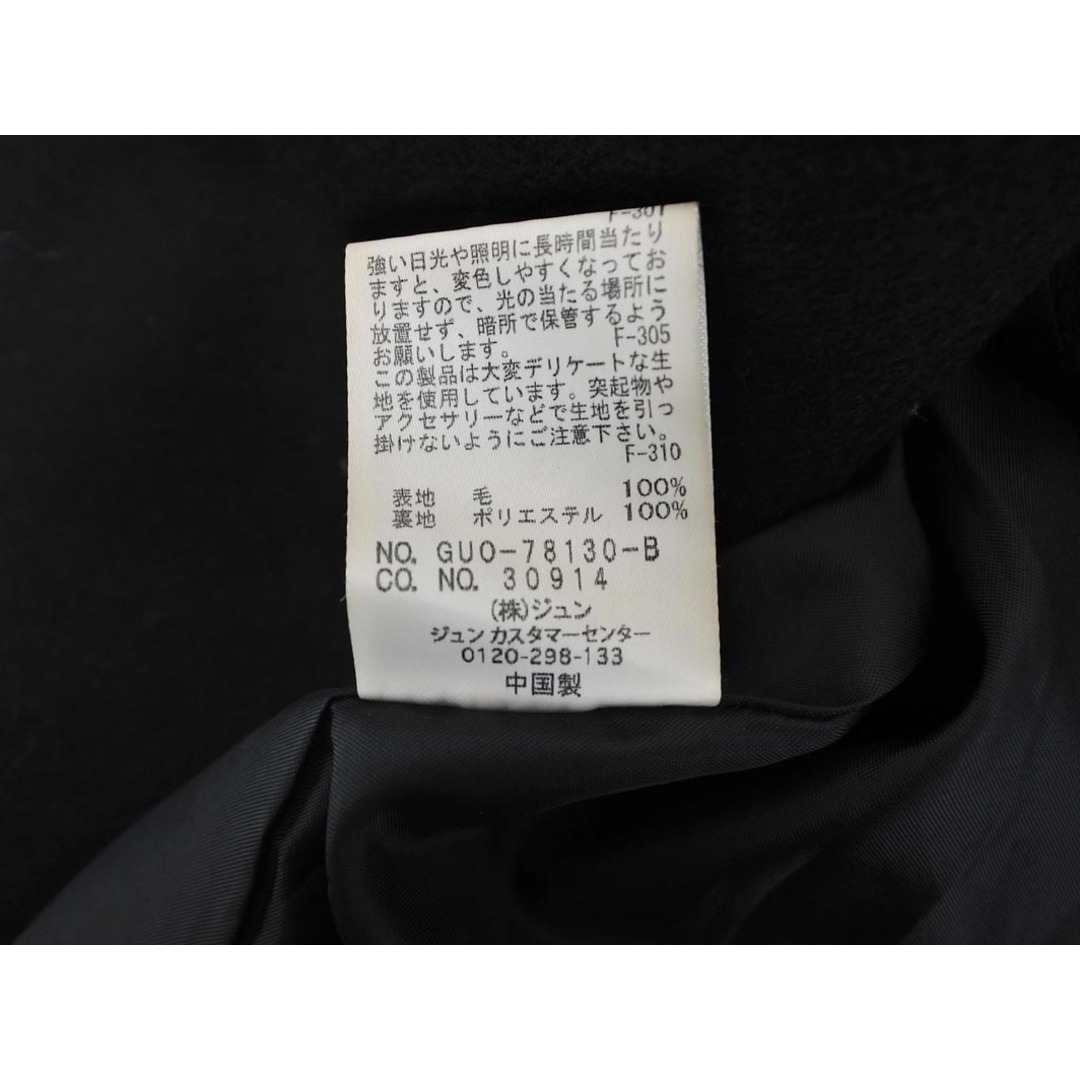 F-301
強い日光や照明に長時間当たり
ますと、変色しやすくなってお
りますので、光の当たる場所に
放置せず、暗所で保管するよう
お願いします。 F-305
この製品は大変デリケートな生
地を使用しています。突起物や
アクセサリーなどで生地を引っ
掛けないようにご注意下さい。
F-310
表地 毛 100%
裏地 ポリエステル 100%
NO. GUO-78130-B
CO. NO. 30914
(株)ジュン
ジュン カスタマーセンター
0120-298-133
中国製